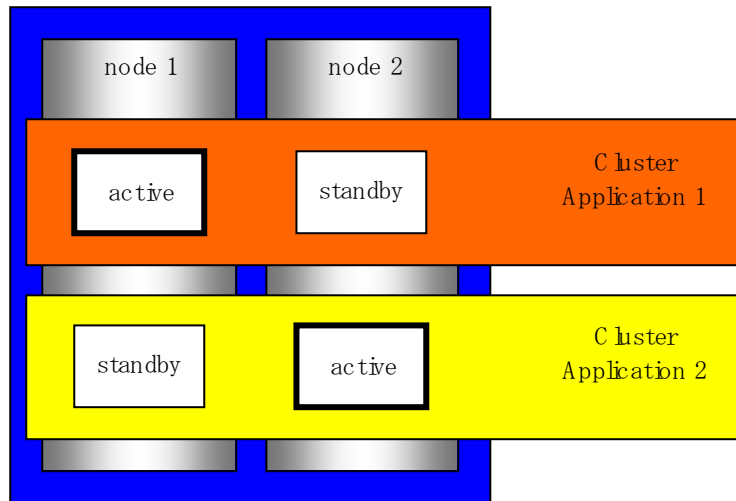 node 1
node 2
active
standby
Cluster
Application 1
standby
active
Cluster
Application 2